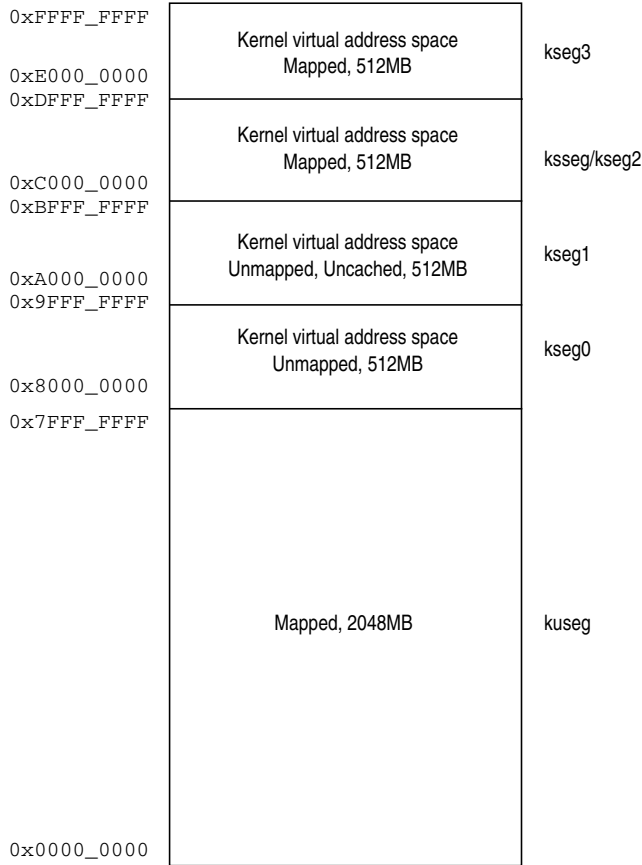 0xFFFF_FFFF
Kernel virtual address space
Mapped, 512MB
kseg3
0xE000_0000
0xDFFF_FFFF
Kernel virtual address space
Mapped, 512MB
ksseg/kseg2
0xC000_0000
0xBFFF_FFFF
Kernel virtual address space
Unmapped, Uncached, 512MB
kseg1
0xA000_0000
0x9FFF_FFFF
Kernel virtual address space
Unmapped, 512MB
kseg0
0x8000_0000
0x7FFF_FFFF
Mapped, 2048MB
kuseg
0x0000_0000